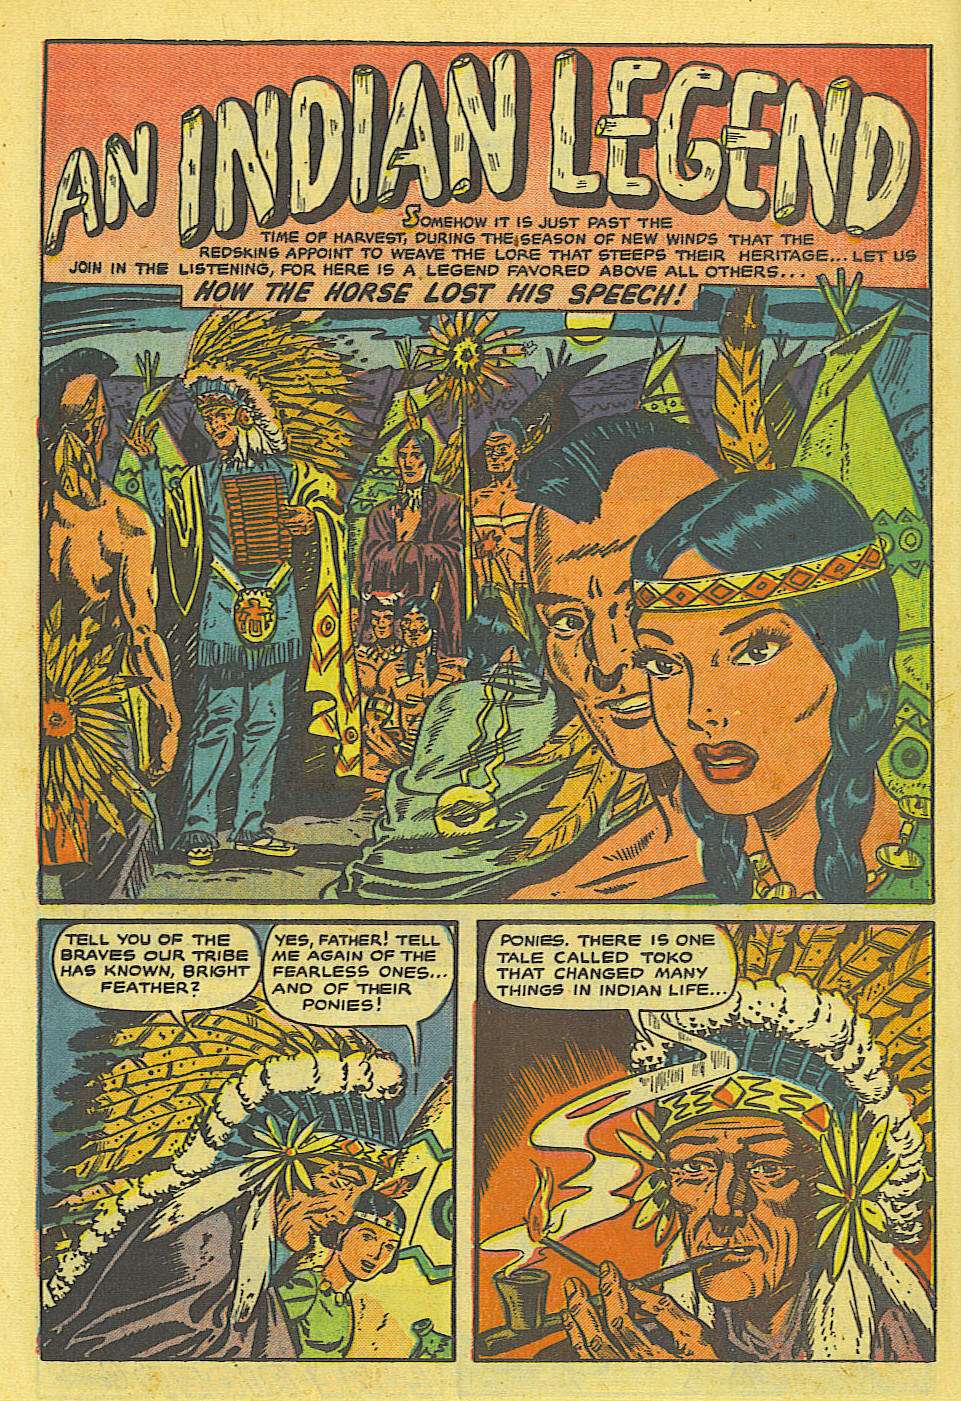 AN INDIAN LEGEND
SOMEHOW IT IS JUST PAST THE
TIME OF HARVEST, DURING THE SEASON OF NEW WINDS THAT THE
REDSKINS APPOINT TO WEAVE THE LORE THAT STEEPS THEIR HERITAGE... LET US
JOIN IN THE LISTENING, FOR HERE IS A LEGEND FAVORED ABOVE ALL OTHERS...
HOW THE HORSE LOST HIS SPEECH!
TELL YOU OF THE
BRAVES OUR TRIBE
HAS KNOWN, BRIGHT
FEATHER?
YES, FATHER! TELL
ME AGAIN OF THE
FEARLESS ONES...
AND OF THEIR
PONIES!
PONIES. THERE IS ONE
TALE CALLED TOKO
THAT CHANGED MANY
THINGS IN INDIAN LIFE...